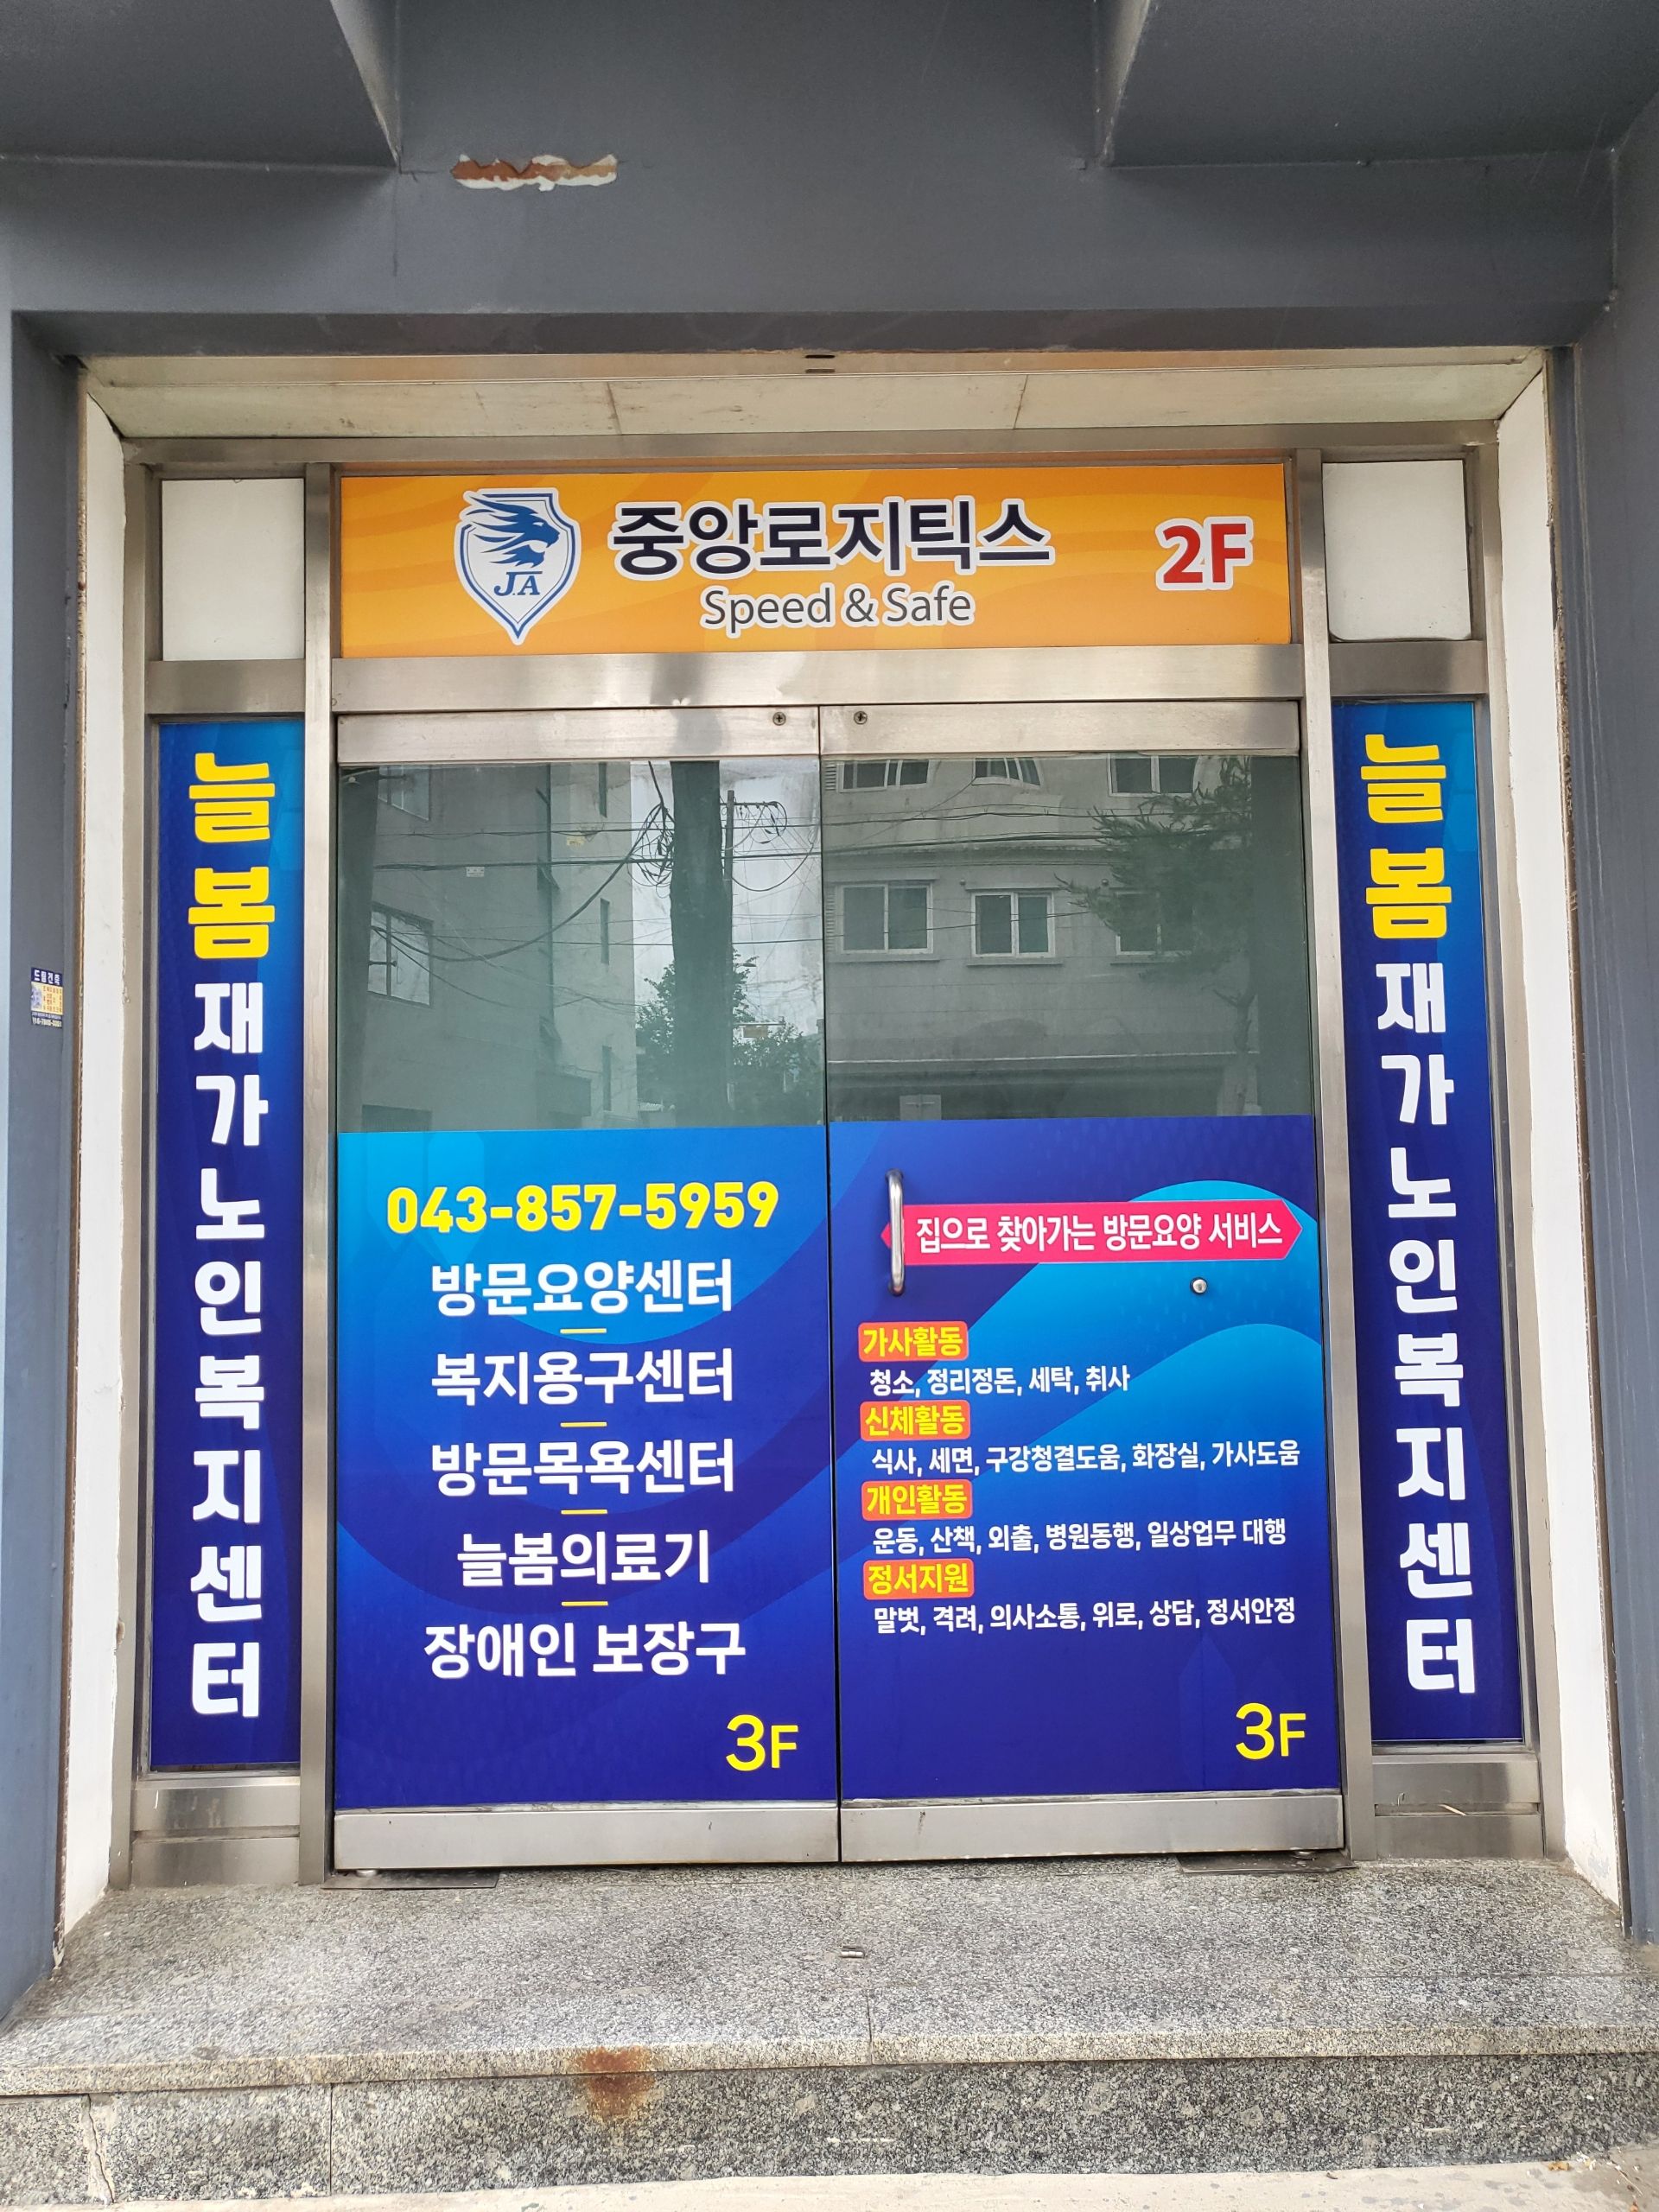 J.A
중앙로지틱스
Speed & Safe
2F
늘봄재가노인복지센터
043-857-5959
방문요양센터
복지용구센터
방문목욕센터
늘봄의료기
장애인 보장구
3F
집으로 찾아가는 방문요양 서비스
가사활동
청소, 정리정돈, 세탁, 취사
신체활동
식사, 세면, 구강청결도움, 화장실, 가사도움
개인활동
운동, 산책, 외출, 병원동행, 일상업무 대행
정서지원
말벗, 격려, 의사소통, 위로, 상담, 정서안정
3F
늘봄재가노인복지센터